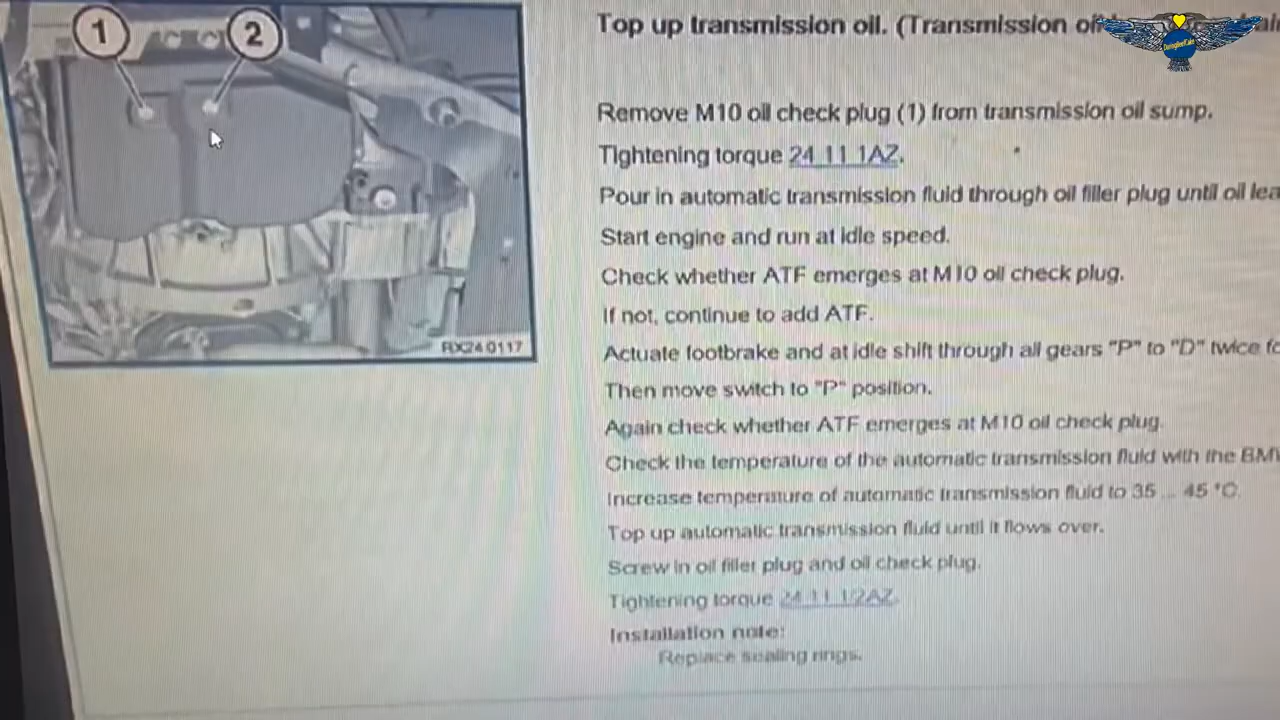 1
2
Top up transmission oil. (Transmission oil
Remove M10 oil check plug (1) from transmission oil sump.
Tightening torque 24 11 1AZ.
Pour in automatic transmission fluid through oil filler plug until oil lea
Start engine and run at idle speed.
Check whether ATF emerges at M10 oil check plug.
If not, continue to add ATF.
Actuate footbrake and at idle shift through all gears "P" to "D" twice fo
Then move switch to "P" position.
Again check whether ATF emerges at M10 oil check plug.
Check the temperature of the automatic transmission fluid with the BMW
Increase temperature of automatic transmission fluid to 35 ... 45 °C.
Top up automatic transmission fluid until it flows over.
Screw in oil filler plug and oil check plug.
Tightening torque 24 11 1/2AZ.
Installation note:
Replace sealing rings.
RX24 0117